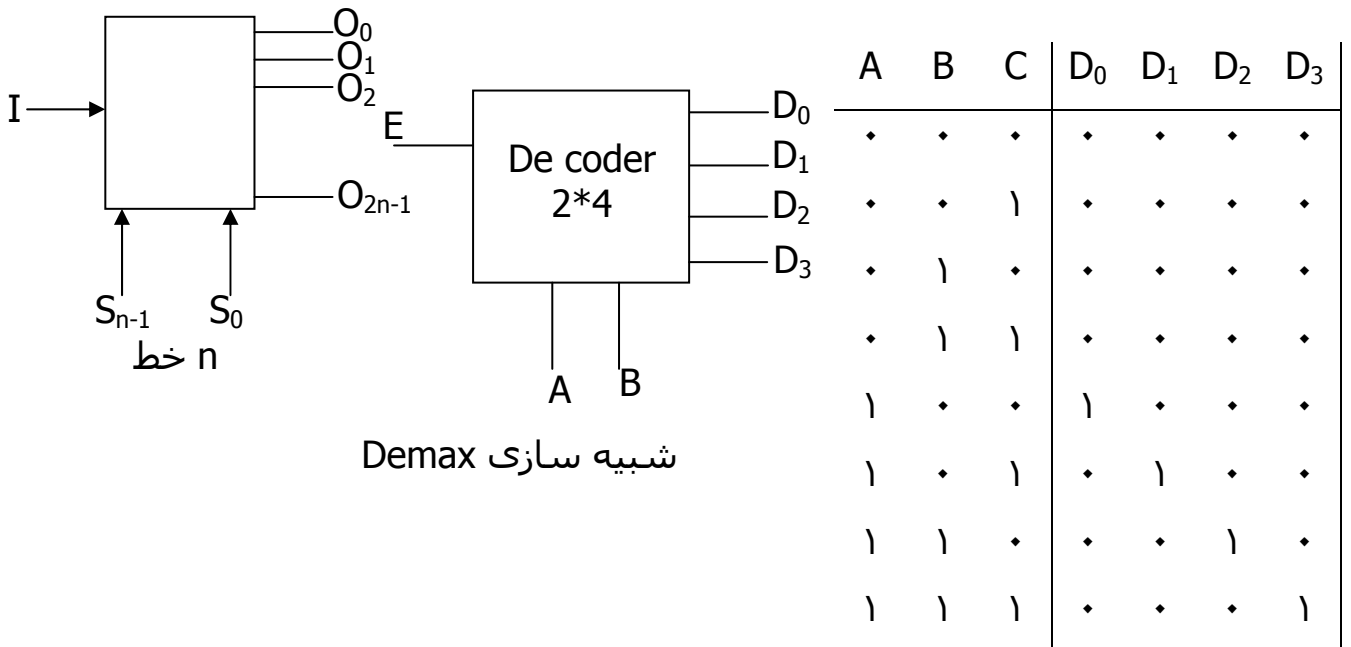 I
O₀
O₁
O₂
O₂ₙ₋₁
Sₙ₋₁ S₀
n خط
E
De coder
2*4
D₀
D₁
D₂
D₃
A B
شبیه سازی Demax
A B C D₀ D₁ D₂ D₃
۰ ۰ ۰ ۰ ۰ ۰ ۰
۰ ۰ ۱ ۰ ۰ ۰ ۰
۰ ۱ ۰ ۰ ۰ ۰ ۰
۰ ۱ ۱ ۰ ۰ ۰ ۰
۱ ۰ ۰ ۱ ۰ ۰ ۰
۱ ۰ ۱ ۰ ۱ ۰ ۰
۱ ۱ ۰ ۰ ۰ ۱ ۰
۱ ۱ ۱ ۰ ۰ ۰ ۱